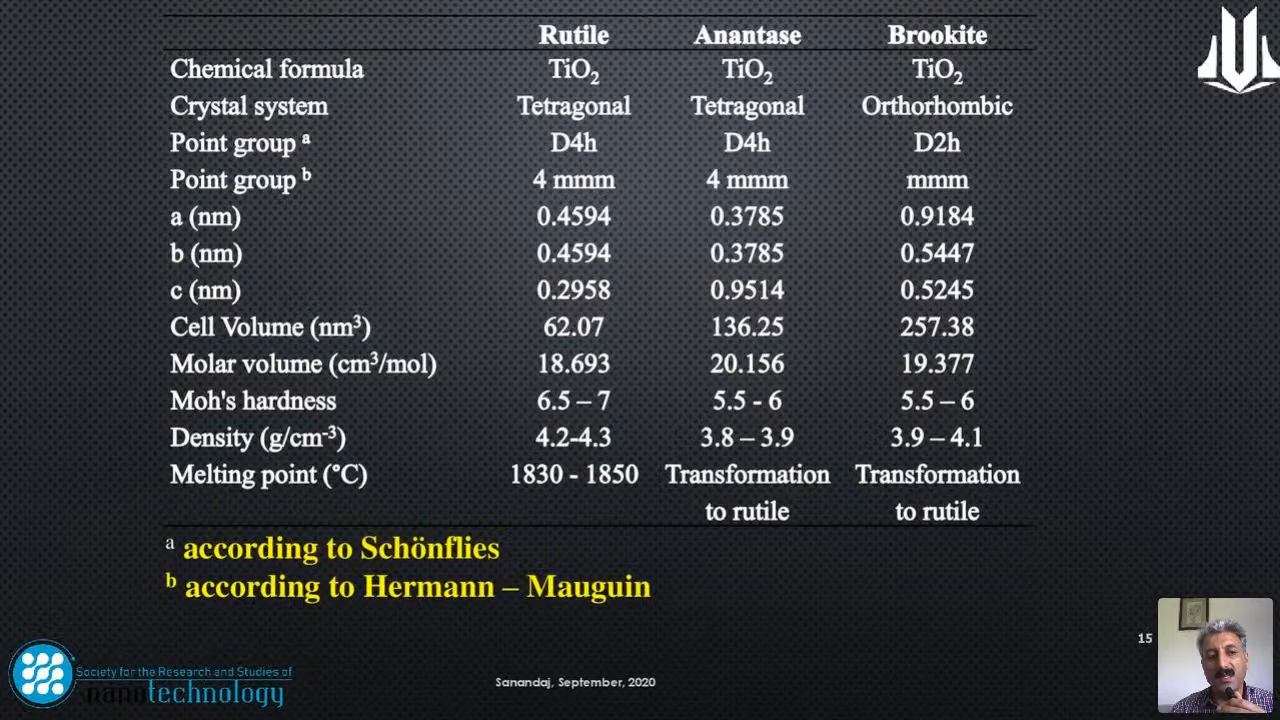 Rutile Anantase Brookite
Chemical formula TiO₂ TiO₂ TiO₂
Crystal system Tetragonal Tetragonal Orthorhombic
Point group ᵃ D4h D4h D2h
Point group ᵇ 4 mmm 4 mmm mmm
a (nm) 0.4594 0.3785 0.9184
b (nm) 0.4594 0.3785 0.5447
c (nm) 0.2958 0.9514 0.5245
Cell Volume (nm³) 62.07 136.25 257.38
Molar volume (cm³/mol) 18.693 20.156 19.377
Moh's hardness 6.5 – 7 5.5 - 6 5.5 – 6
Density (g/cm⁻³) 4.2-4.3 3.8 – 3.9 3.9 – 4.1
Melting point (°C) 1830 - 1850 Transformation Transformation
to rutile to rutile
ᵃ according to Schönflies
ᵇ according to Hermann – Mauguin
15
Society for the Research and Studies of
nanotechnology
Sanandaj, September, 2020